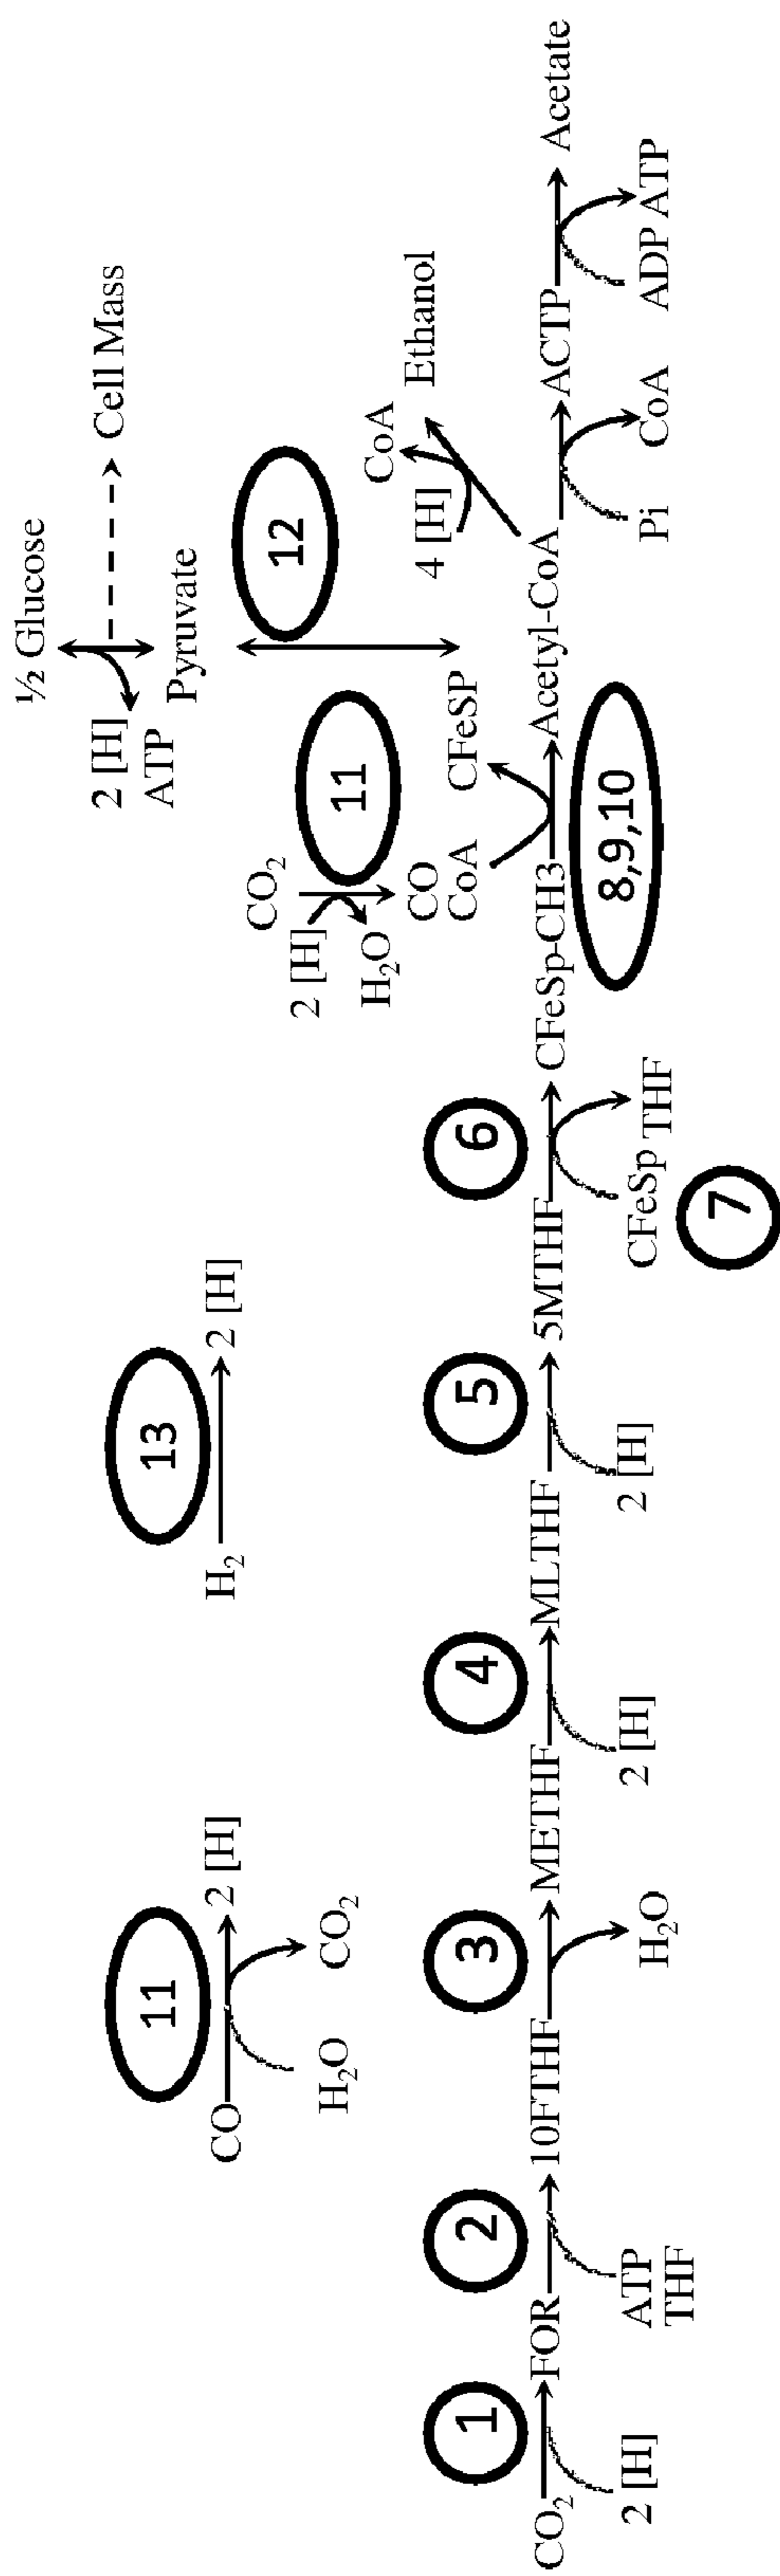 ½ Glucose
2 [H]
ATP
Cell Mass
Pyruvate
12
11
CO
H₂O
2 [H]
CO₂
13
H₂
2 [H]
CO₂
2 [H]
H₂O
11
CO
CoA
CFeSP
4 [H]
CoA
Ethanol
1
2
3
4
5
6
CO₂
FOR
10FTHF
METHF
MLTHF
5MTHF
CFeSp-CH3
Acetyl-CoA
ACTP
Acetate
2 [H]
ATP
THF
H₂O
2 [H]
2 [H]
CFeSp
THF
7
8,9,10
Pi
CoA
ADP
ATP